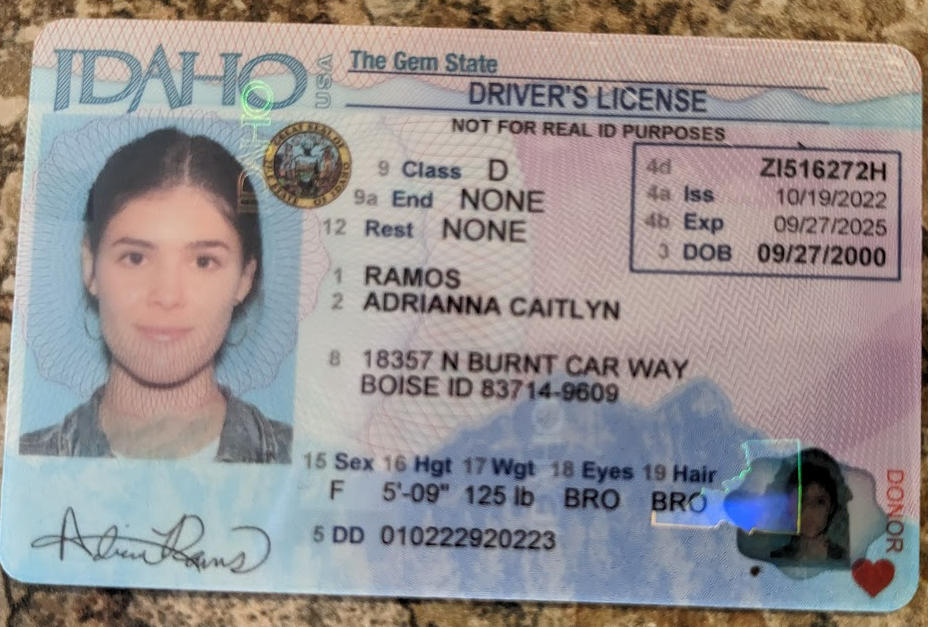 IDAHO USA
The Gem State
DRIVER'S LICENSE
NOT FOR REAL ID PURPOSES
GREAT SEAL OF
9 Class D
9a End NONE
12 Rest NONE
4d ZI516272H
4a Iss 10/19/2022
4b Exp 09/27/2025
3 DOB 09/27/2000
1 RAMOS
2 ADRIANNA CAITLYN
8 18357 N BURNT CAR WAY
BOISE ID 83714-9609
15 Sex 16 Hgt 17 Wgt 18 Eyes 19 Hair
F 5'-09" 125 lb BRO BRO
5 DD 010222920223
DONOR